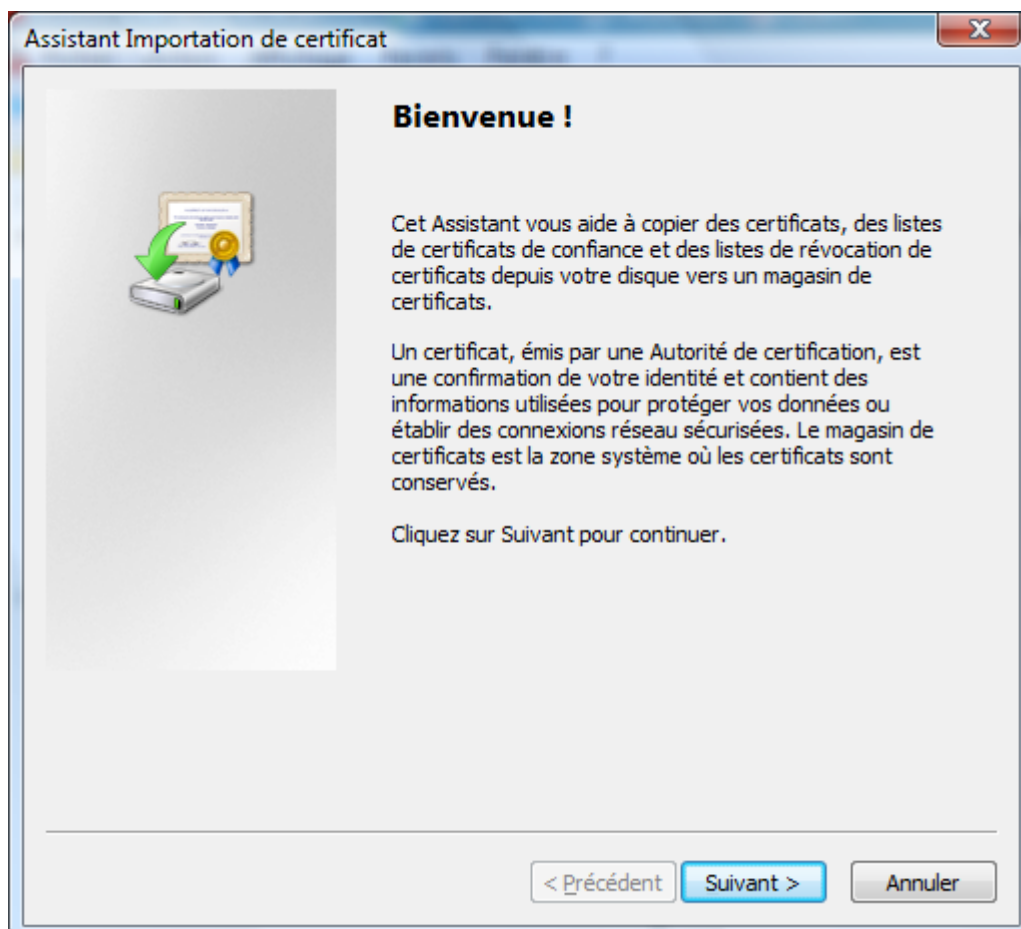 Assistant Importation de certificat
Bienvenue !
Cet Assistant vous aide à copier des certificats, des listes
de certificats de confiance et des listes de révocation de
certificats depuis votre disque vers un magasin de
certificats.
Un certificat, émis par une Autorité de certification, est
une confirmation de votre identité et contient des
informations utilisées pour protéger vos données ou
établir des connexions réseau sécurisées. Le magasin de
certificats est la zone système où les certificats sont
conservés.
Cliquez sur Suivant pour continuer.
< Précédent Suivant > Annuler